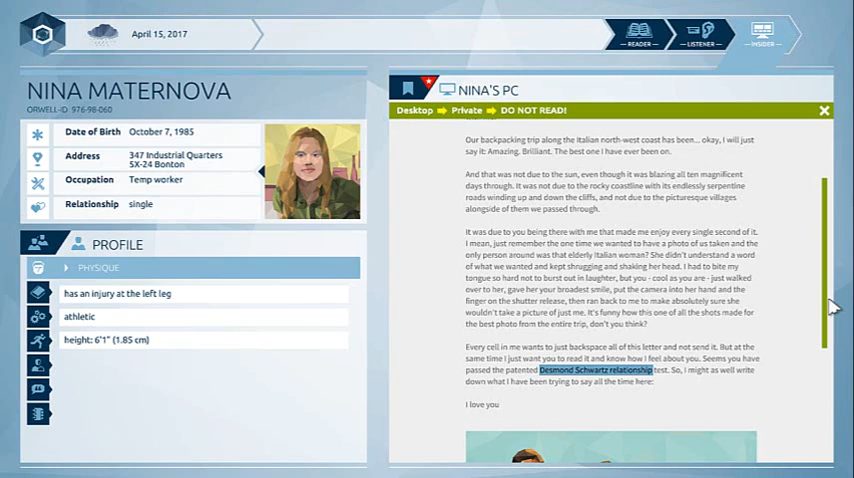 April 15, 2017
READER
LISTENER
INSIDER
NINA MATERNOVA
ORWELL-ID 976-98-060
Date of Birth October 7, 1985
Address 347 Industrial Quarters
SX-24 Bonton
Occupation Temp worker
Relationship single
PROFILE
PHYSIQUE
has an injury at the left leg
athletic
height: 6'1" (1.85 cm)
NINA'S PC
Desktop Private DO NOT READ!
Our backpacking trip along the Italian north-west coast has been... okay, I will just
say it: Amazing. Brilliant. The best one I have ever been on.
And that was not due to the sun, even though it was blazing all ten magnificent
days through. It was not due to the rocky coastline with its endlessly serpentine
roads winding up and down the cliffs, and not due to the picturesque villages
alongside of them we passed through.
It was due to you being there with me that made me enjoy every single second of it.
I mean, just remember the one time we wanted to have a photo of us taken and the
only person around was that elderly Italian woman? She didn't understand a word
of what we wanted and kept shrugging and shaking her head. I had to bite my
tongue so hard not to burst out in laughter, but you - cool as you are - just walked
over to her, gave her your broadest smile, put the camera into her hand and the
finger on the shutter release, then ran back to me to make absolutely sure she
wouldn't take a picture of just me. It's funny how this one of all the shots made for
the best photo from the entire trip, don't you think?
Every cell in me wants to just backspace all of this letter and not send it. But at the
same time I just want you to read it and know how I feel about you. Seems you have
passed the patented Desmond Schwartz relationship test. So, I might as well write
down what I have been trying to say all the time here:
I love you